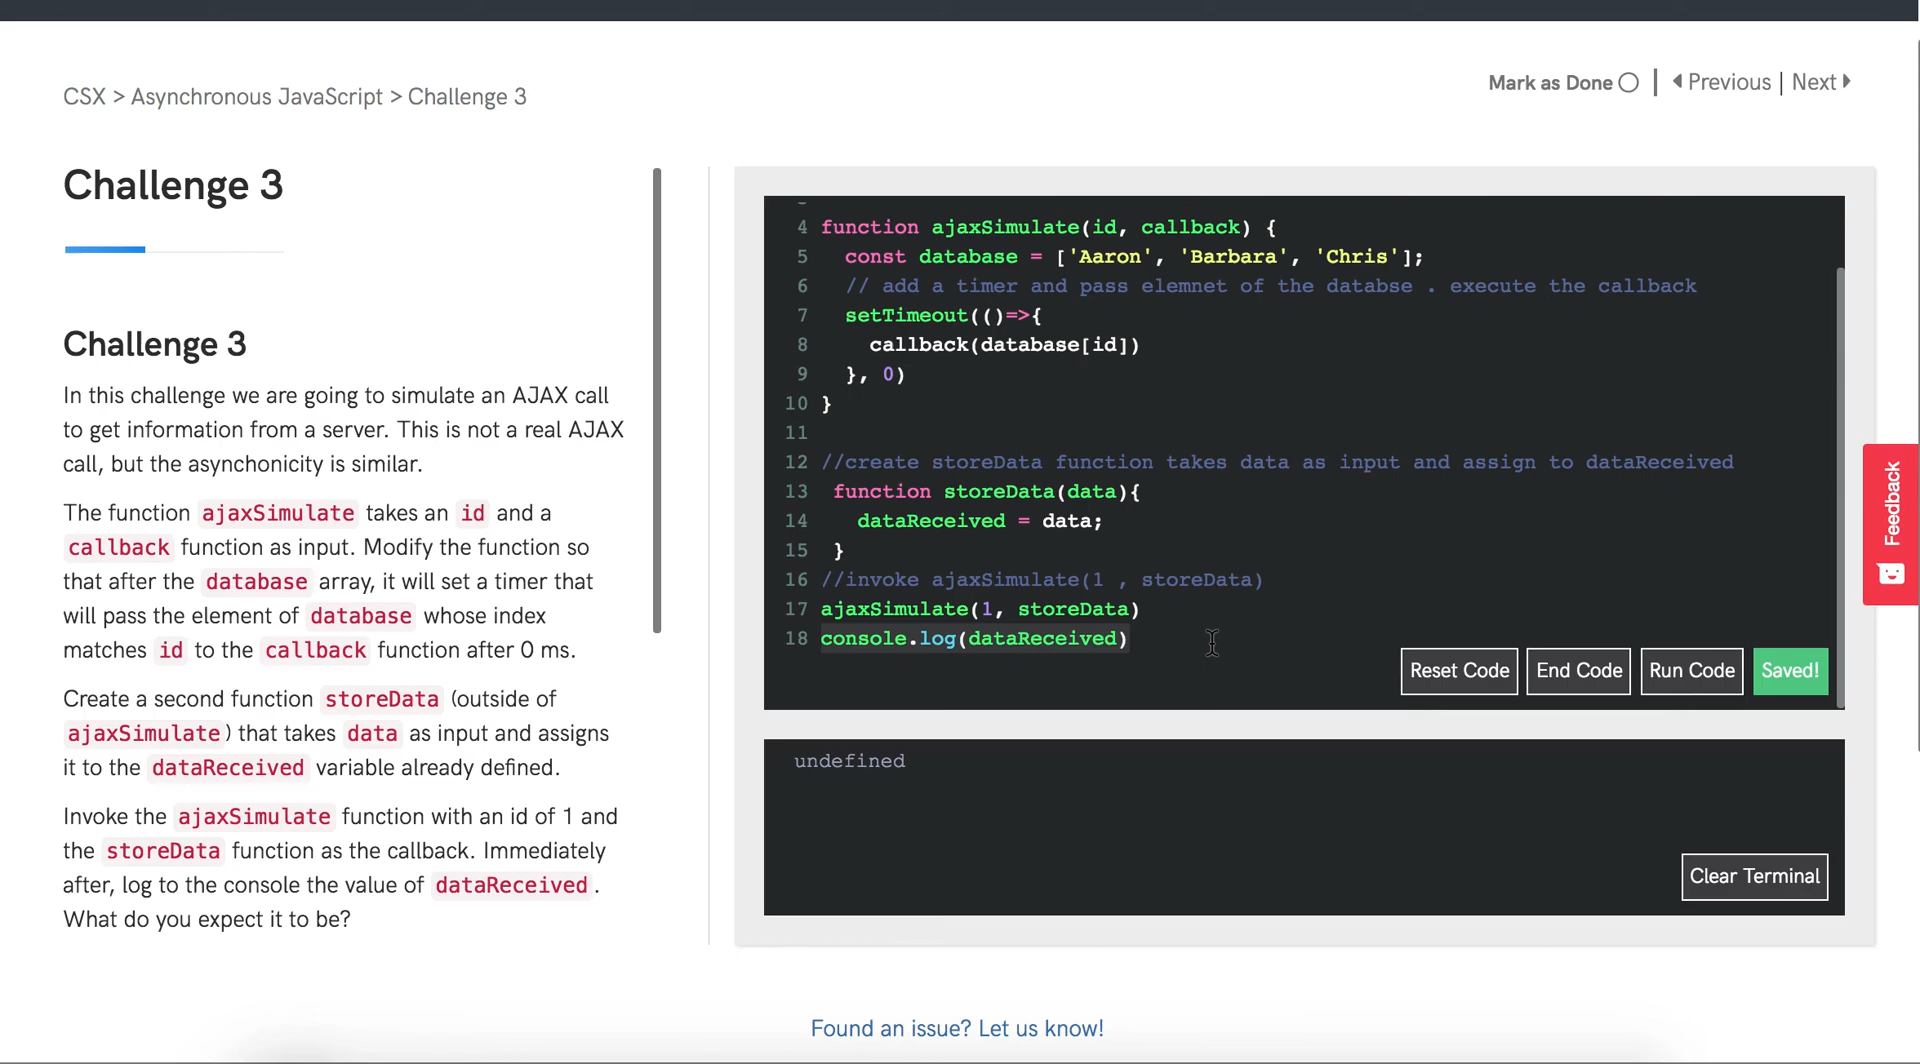 CSX > Asynchronous JavaScript > Challenge 3
Mark as Done
Previous | Next
Challenge 3
Challenge 3
In this challenge we are going to simulate an AJAX call
to get information from a server. This is not a real AJAX
call, but the asynchonicity is similar.
The function ajaxSimulate takes an id and a
callback function as input. Modify the function so
that after the database array, it will set a timer that
will pass the element of database whose index
matches id to the callback function after 0 ms.
Create a second function storeData (outside of
ajaxSimulate) that takes data as input and assigns
it to the dataReceived variable already defined.
Invoke the ajaxSimulate function with an id of 1 and
the storeData function as the callback. Immediately
after, log to the console the value of dataReceived.
What do you expect it to be?
4 function ajaxSimulate(id, callback) {
5 const database = ['Aaron', 'Barbara', 'Chris'];
6 // add a timer and pass elemnet of the databse . execute the callback
7 setTimeout(()=>{
8 callback(database[id])
9 }, 0)
10 }
11
12 //create storeData function takes data as input and assign to dataReceived
13 function storeData(data){
14 dataReceived = data;
15 }
16 //invoke ajaxSimulate(1 , storeData)
17 ajaxSimulate(1, storeData)
18 console.log(dataReceived)
Reset Code
End Code
Run Code
Saved!
undefined
Clear Terminal
Feedback
Found an issue? Let us know!